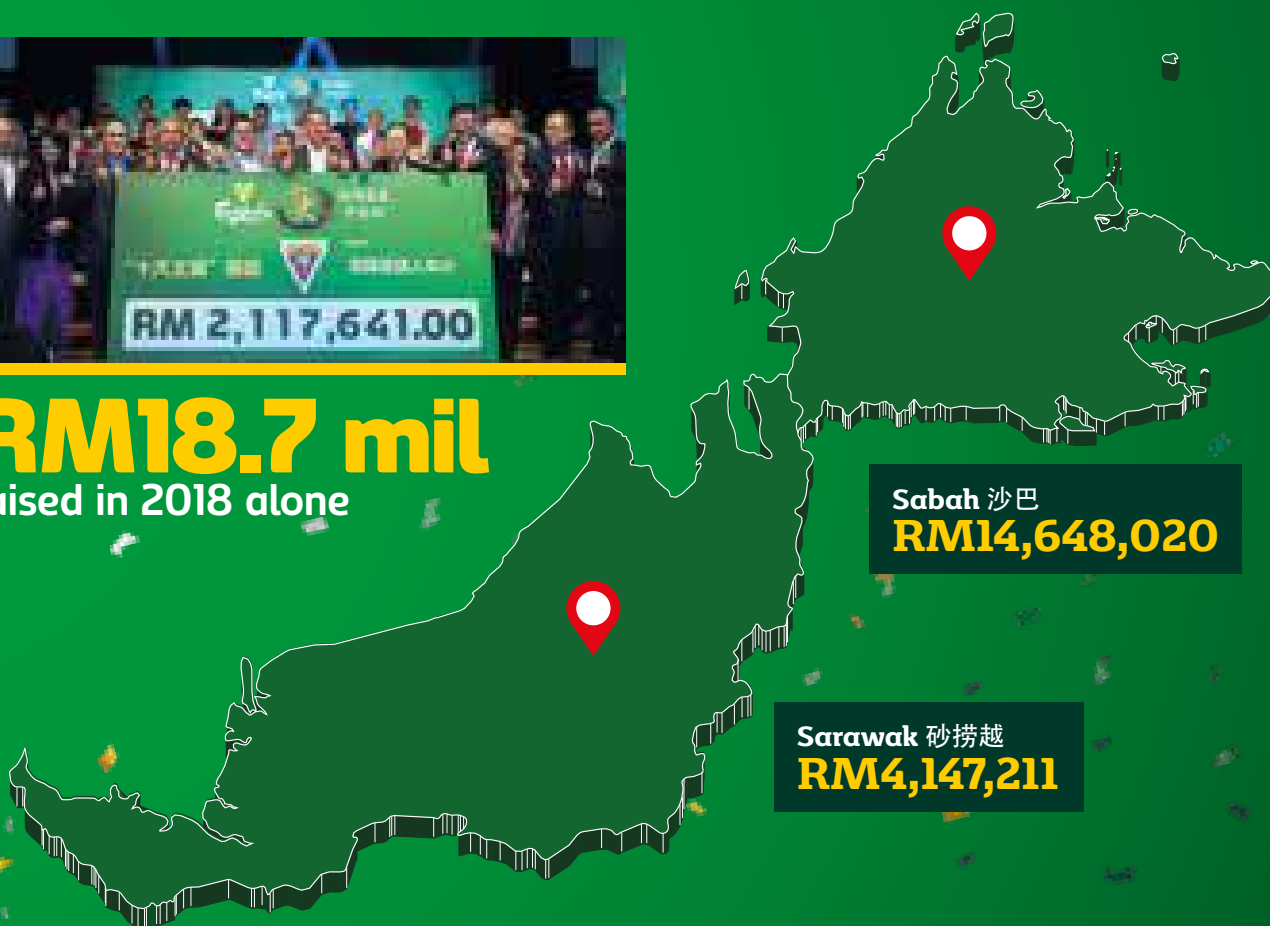 RM 2,117,641.00
RM18.7 mil
aised in 2018 alone
Sabah 沙巴
RM14,648,020
Sarawak 砂捞越
RM4,147,211